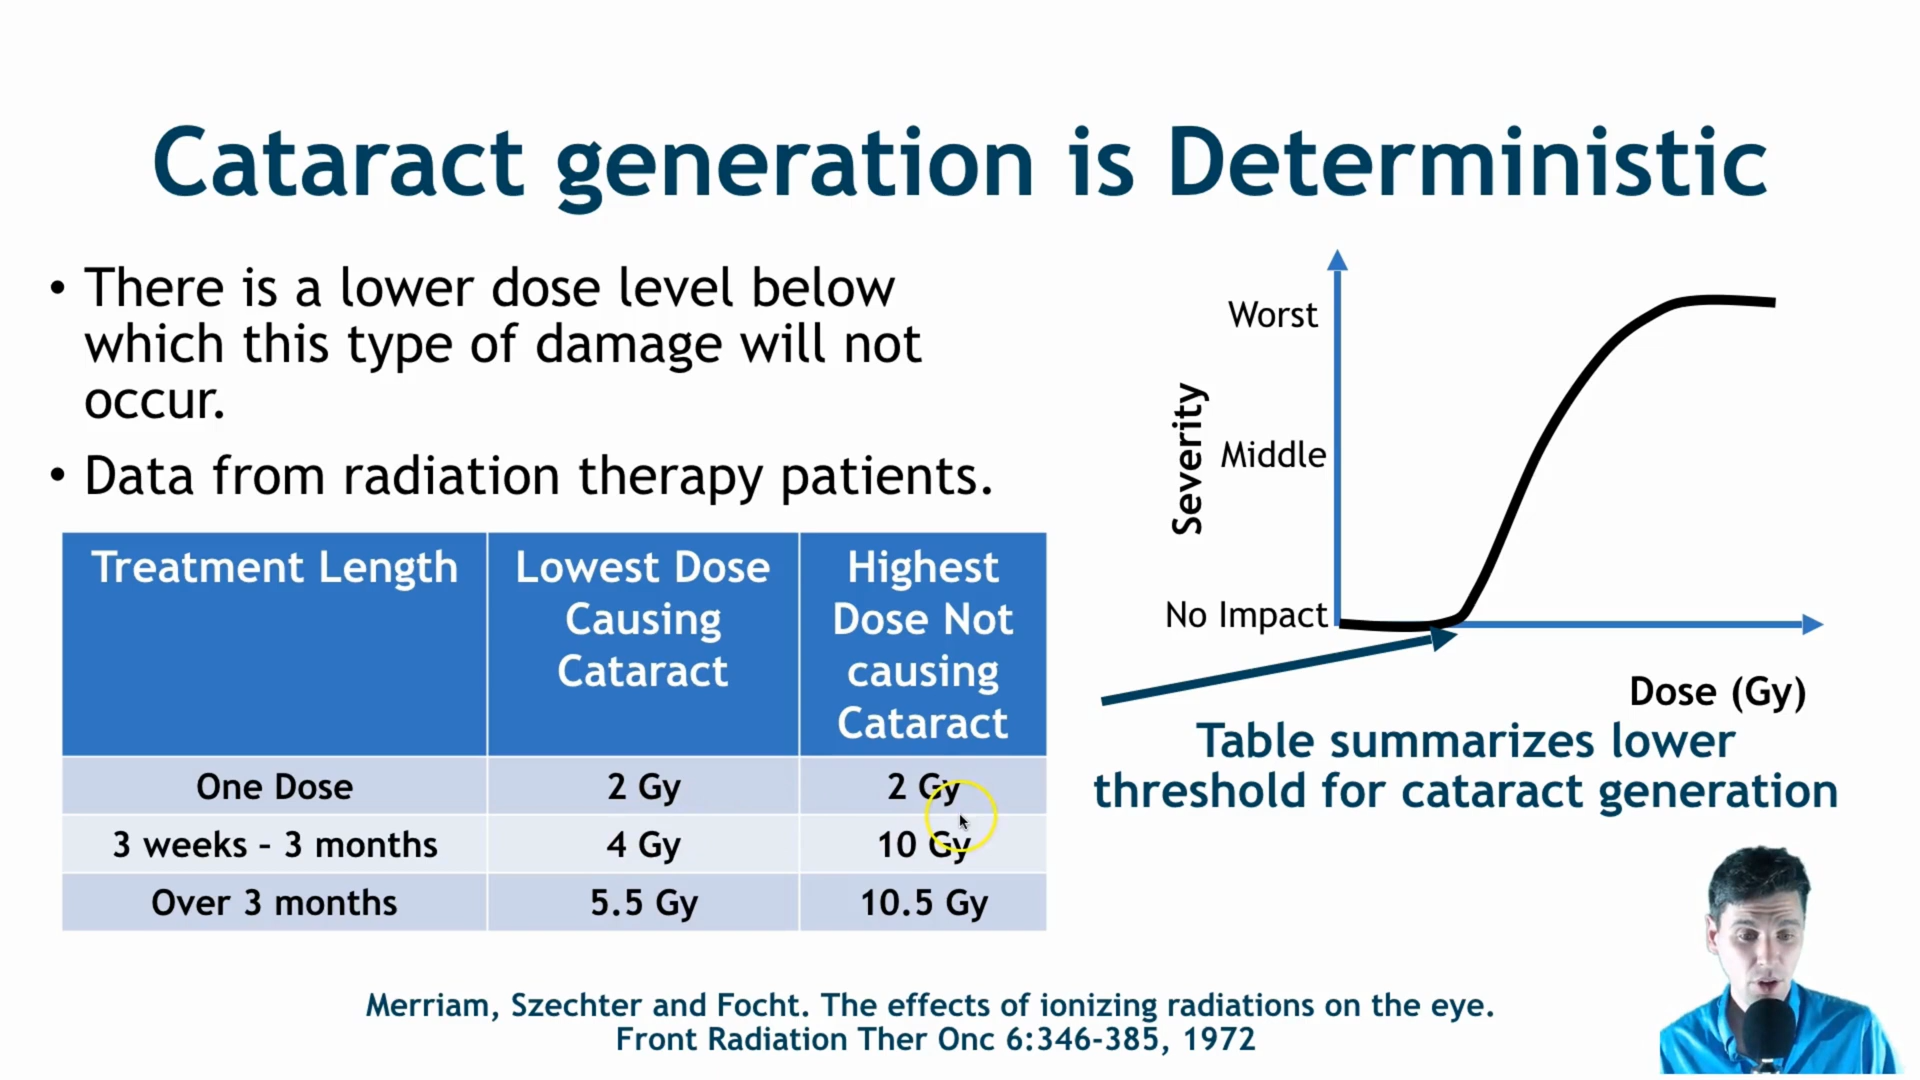 Cataract generation is Deterministic
• There is a lower dose level below
which this type of damage will not
occur.
• Data from radiation therapy patients.
Treatment Length
Lowest Dose
Causing
Cataract
Highest
Dose Not
causing
Cataract
One Dose 2 Gy 2 Gy
3 weeks – 3 months 4 Gy 10 Gy
Over 3 months 5.5 Gy 10.5 Gy
Severity
Worst
Middle
No Impact
Dose (Gy)
Table summarizes lower
threshold for cataract generation
Merriam, Szechter and Focht. The effects of ionizing radiations on the eye.
Front Radiation Ther Onc 6:346-385, 1972